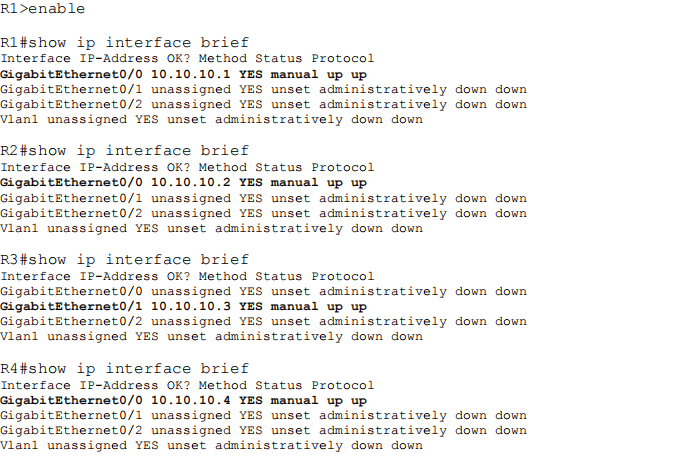 R1>enable
R1#show ip interface brief
Interface IP-Address OK? Method Status Protocol
GigabitEthernet0/0 10.10.10.1 YES manual up up
GigabitEthernet0/1 unassigned YES unset administratively down down
GigabitEthernet0/2 unassigned YES unset administratively down down
Vlan1 unassigned YES unset administratively down down
R2#show ip interface brief
Interface IP-Address OK? Method Status Protocol
GigabitEthernet0/0 10.10.10.2 YES manual up up
GigabitEthernet0/1 unassigned YES unset administratively down down
GigabitEthernet0/2 unassigned YES unset administratively down down
Vlan1 unassigned YES unset administratively down down
R3#show ip interface brief
Interface IP-Address OK? Method Status Protocol
GigabitEthernet0/0 unassigned YES unset administratively down down
GigabitEthernet0/1 10.10.10.3 YES manual up up
GigabitEthernet0/2 unassigned YES unset administratively down down
Vlan1 unassigned YES unset administratively down down
R4#show ip interface brief
Interface IP-Address OK? Method Status Protocol
GigabitEthernet0/0 10.10.10.4 YES manual up up
GigabitEthernet0/1 unassigned YES unset administratively down down
GigabitEthernet0/2 unassigned YES unset administratively down down
Vlan1 unassigned YES unset administratively down down